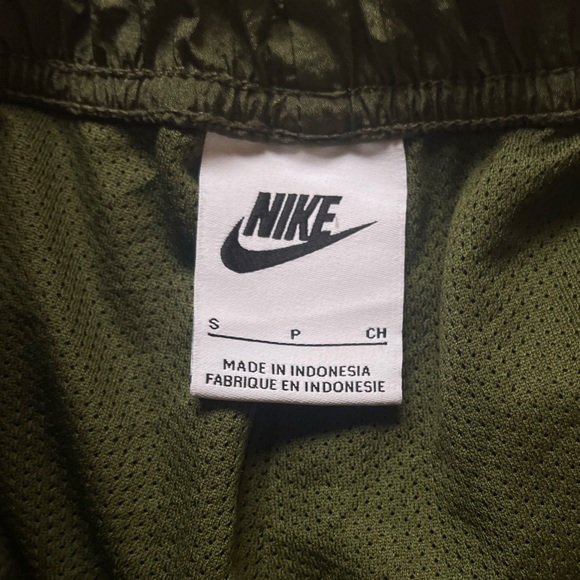 NIKE
S P CH
MADE IN INDONESIA
FABRIQUE EN INDONESIE